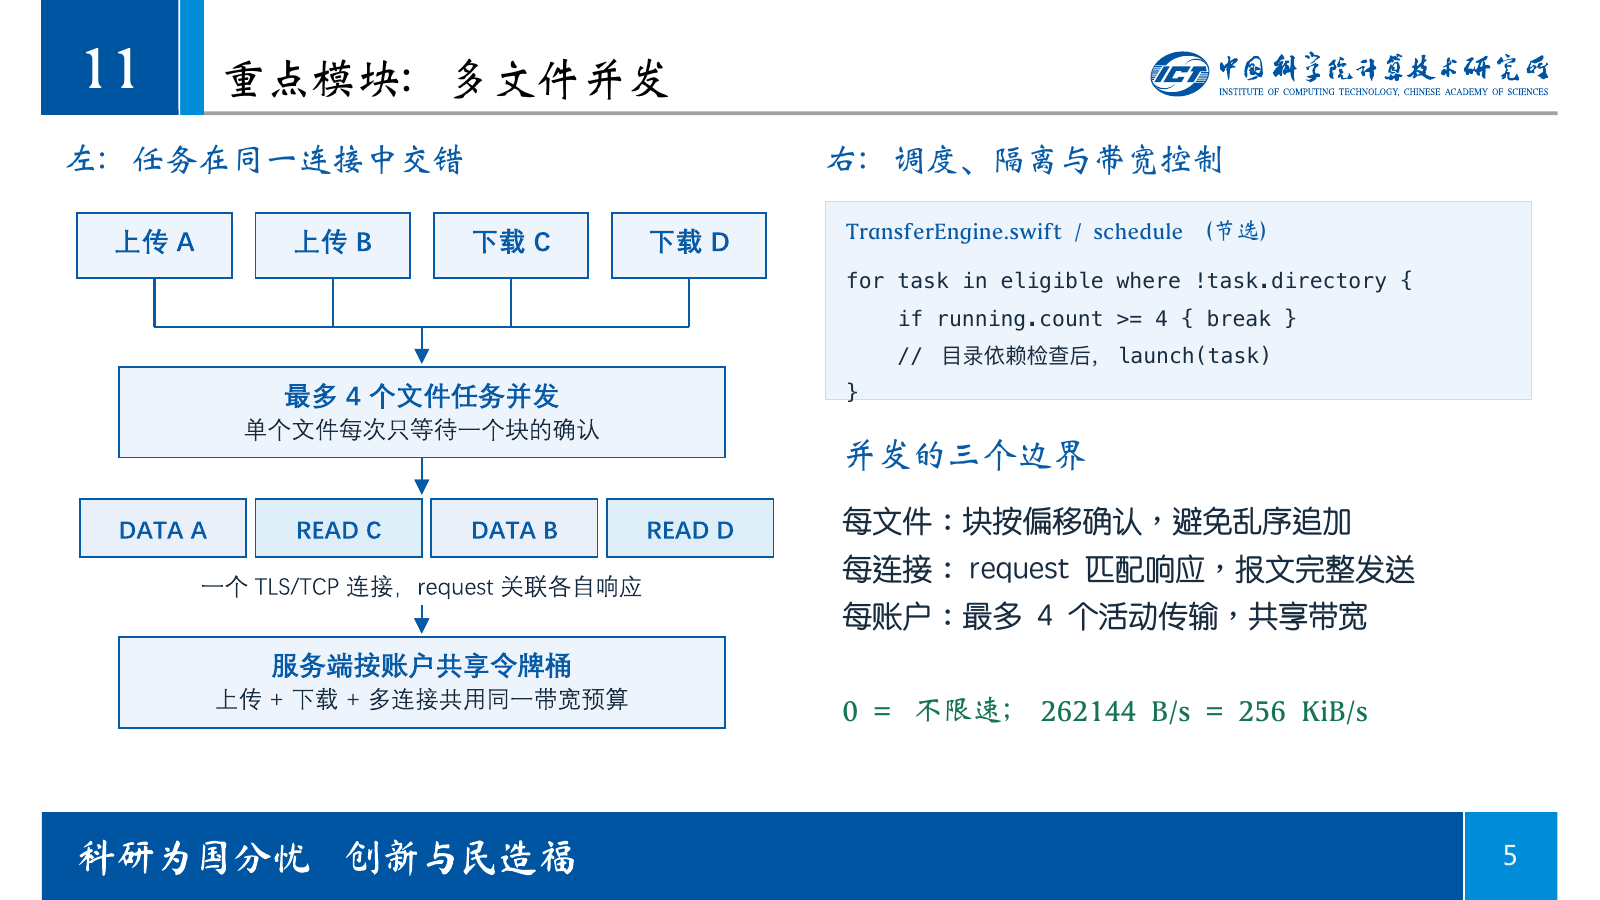 11
重点模块: 多文件并发
中国科学院计算技术研究所
INSTITUTE OF COMPUTING TECHNOLOGY, CHINESE ACADEMY OF SCIENCES
ICT
左: 任务在同一连接中交错
上传 A
上传 B
下载 C
下载 D
最多 4 个文件任务并发
单个文件每次只等待一个块的确认
DATA A
READ C
DATA B
READ D
一个 TLS/TCP 连接, request 关联各自响应
服务端按账户共享令牌桶
上传 + 下载 + 多连接共用同一带宽预算
右: 调度、隔离与带宽控制
TransferEngine.swift / schedule (节选)
for task in eligible where !task.directory {
    if running.count >= 4 { break }
    // 目录依赖检查后, launch(task)
}
并发的三个边界
每文件：块按偏移确认，避免乱序追加
每连接：request 匹配响应，报文完整发送
每账户：最多 4 个活动传输，共享带宽
0 = 不限速; 262144 B/s = 256 KiB/s
科研为国分忧 创新与民造福
5